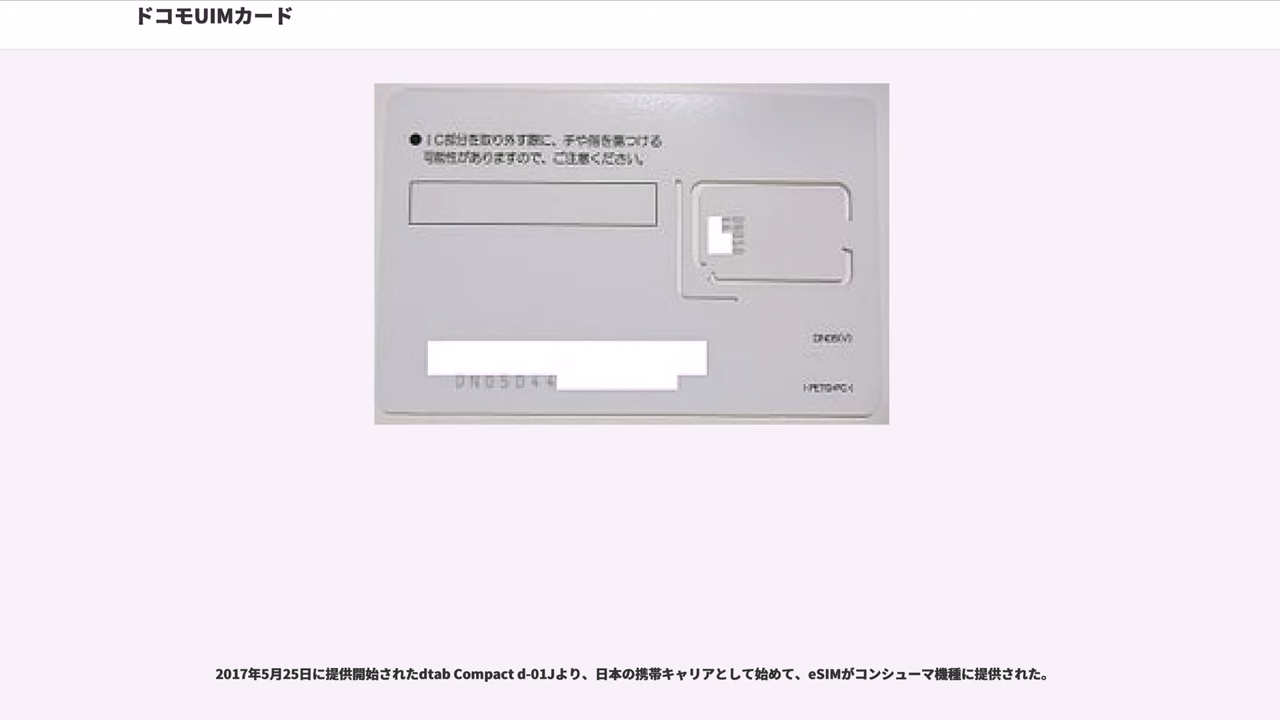 ドコモUIMカード
●IC部分を取り外す際に、手や指を傷つける
可能性がありますので、ご注意ください。
DN05(V)
DN05044
>PETG+PC<
2017年5月25日に提供開始されたdtab Compact d-01Jより、日本の携帯キャリアとして始めて、eSIMがコンシューマ機種に提供された。